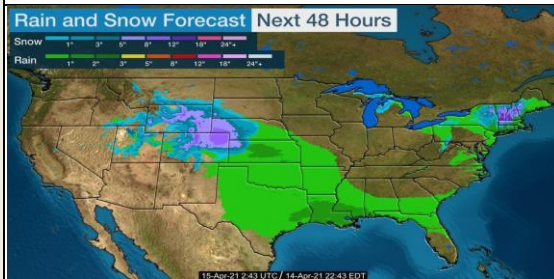 Rain and Snow Forecast Next 48 Hours
Snow 1" 3" 5" 8" 12" 18" 24"+
Rain 1" 2" 3" 5" 8" 12" 18" 24"+
15-Apr-21 2:43 UTC / 14-Apr-21 22:43 EDT